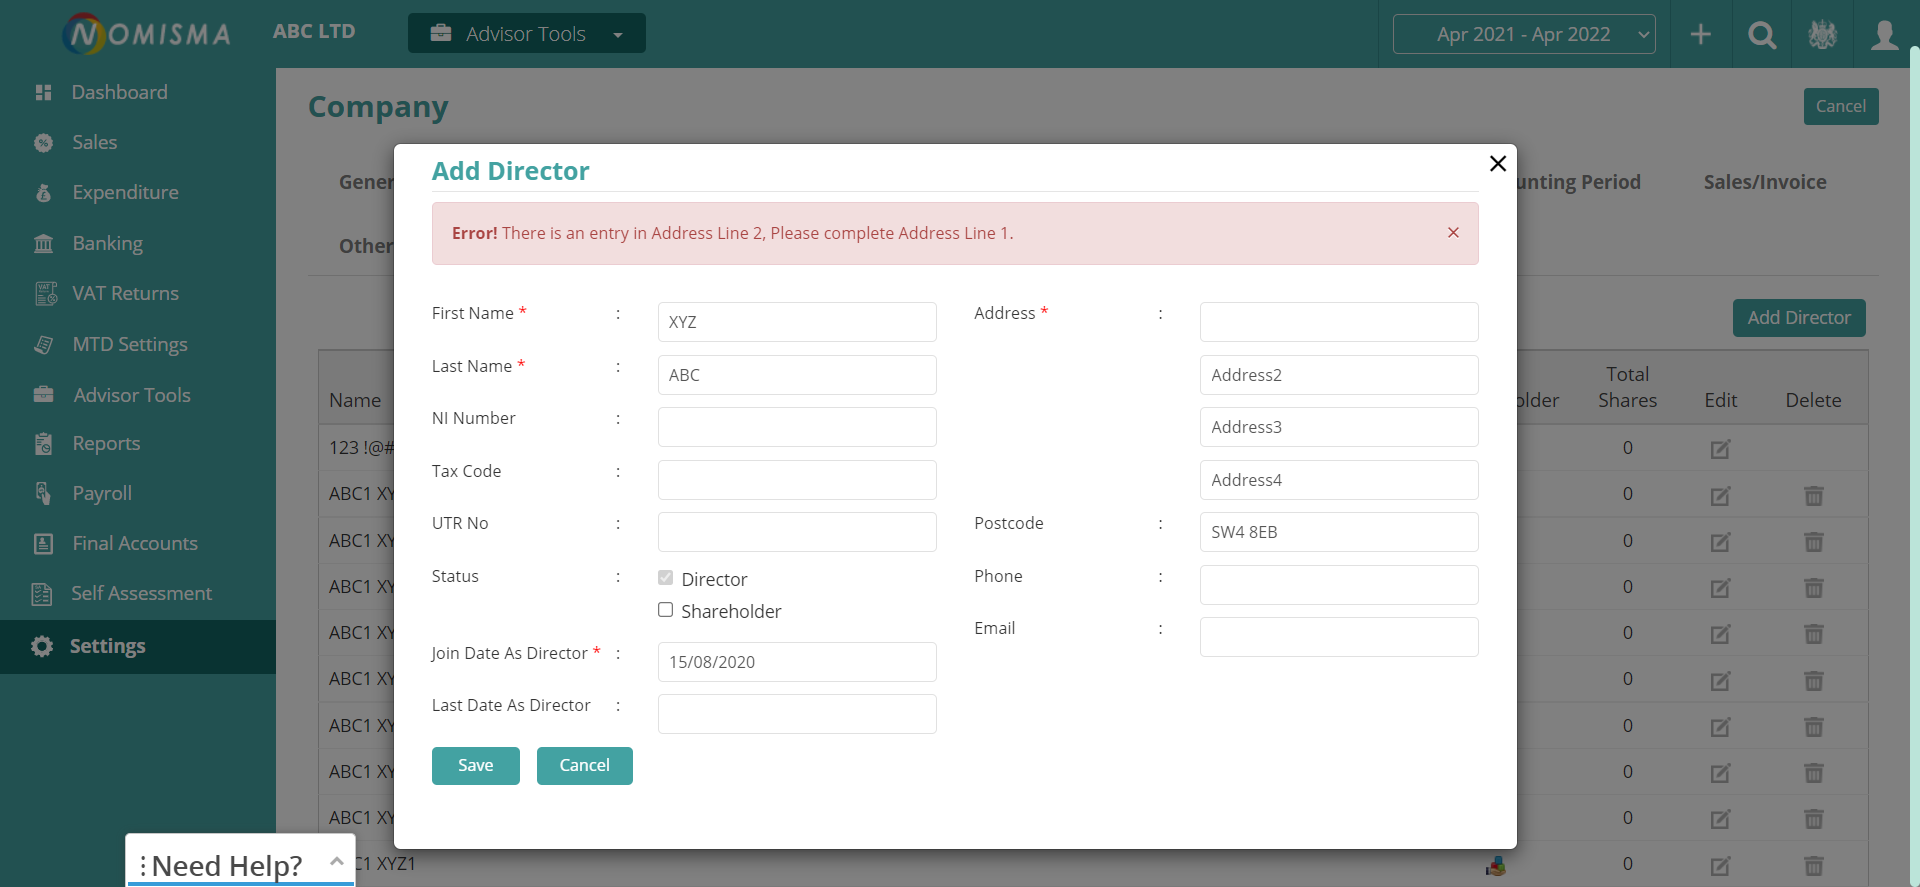 NOMISMA
ABC LTD
Advisor Tools
Apr 2021 - Apr 2022
Dashboard
Sales
Expenditure
Banking
VAT Returns
MTD Settings
Advisor Tools
Reports
Payroll
Final Accounts
Self Assessment
Settings
Company
Cancel
Gener
unting Period
Sales/Invoice
Other
Add Director
Name
older
Total
Shares
Edit
Delete
123 !@#
0
ABC1 XY
0
ABC1 XY
0
ABC1 XY
0
ABC1 XY
0
ABC1 XY
0
ABC1 XY
0
ABC1 XY
0
ABC1 XY
0
C1 XYZ1
0
Add Director
Error! There is an entry in Address Line 2, Please complete Address Line 1.
First Name * : XYZ
Last Name * : ABC
NI Number :
Tax Code :
UTR No :
Status : Director
Shareholder
Join Date As Director * : 15/08/2020
Last Date As Director :
Address * :
Address2
Address3
Address4
Postcode : SW4 8EB
Phone :
Email :
Save
Cancel
Need Help?